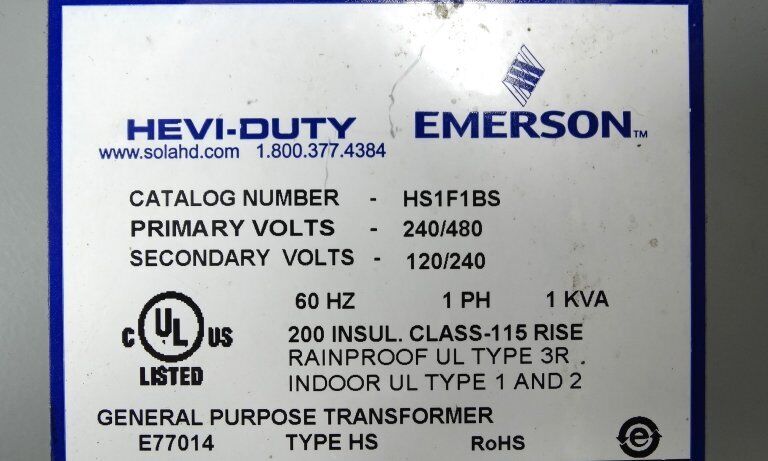 HEVI-DUTY EMERSON™
www.solahd.com 1.800.377.4384
CATALOG NUMBER - HS1F1BS
PRIMARY VOLTS - 240/480
SECONDARY VOLTS - 120/240
60 HZ 1 PH 1 KVA
C UL US
LISTED
200 INSUL. CLASS-115 RISE
RAINPROOF UL TYPE 3R
INDOOR UL TYPE 1 AND 2
GENERAL PURPOSE TRANSFORMER
E77014 TYPE HS RoHS e